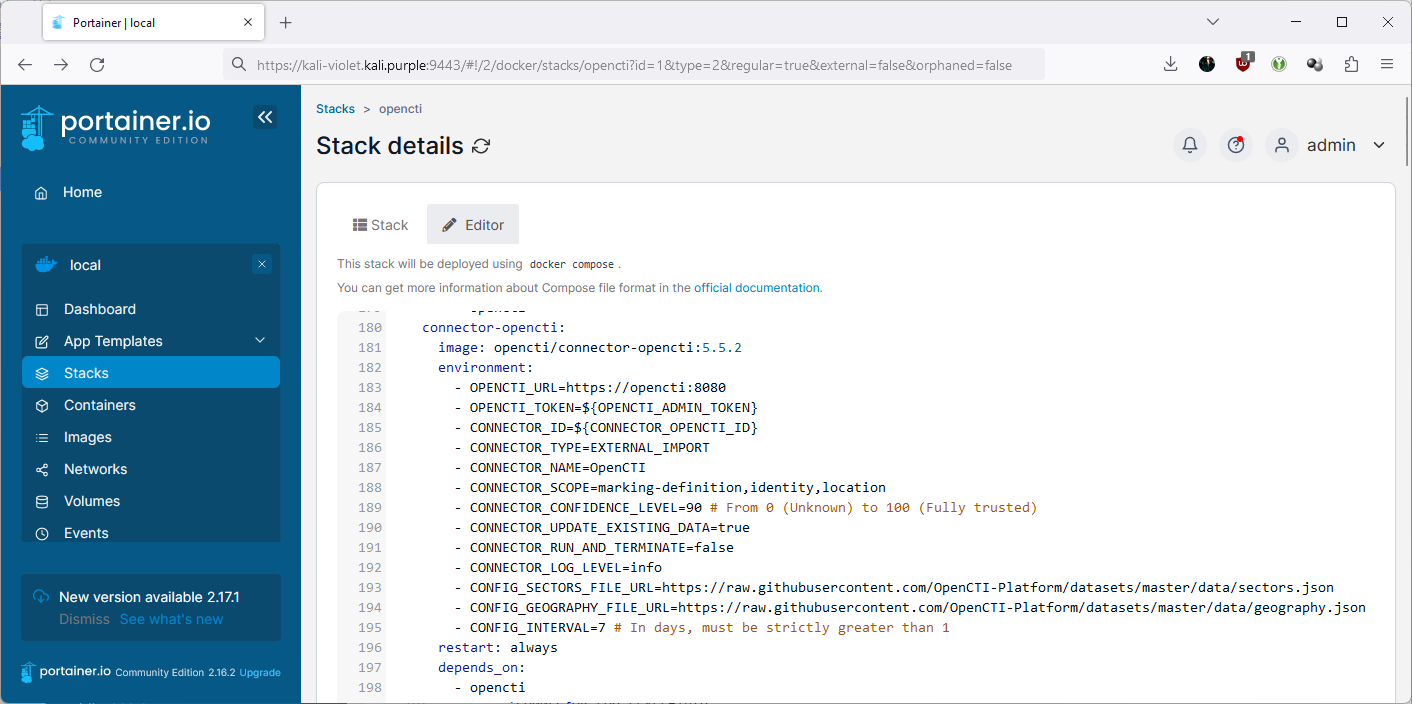 Portainer | local
https://kali-violet.kali.purple:9443/#!/2/docker/stacks/opencti?id=1&type=2&regular=true&external=false&orphaned=false
1
portainer.io
COMMUNITY EDITION
Home
local
Dashboard
App Templates
Stacks
Containers
Images
Networks
Volumes
Events
New version available 2.17.1
Dismiss See what's new
portainer.io Community Edition 2.16.2 Upgrade
Stacks > opencti
Stack details
admin
Stack
Editor
This stack will be deployed using docker compose .
You can get more information about Compose file format in the official documentation.
180 connector-opencti:
181 image: opencti/connector-opencti:5.5.2
182 environment:
183 - OPENCTI_URL=https://opencti:8080
184 - OPENCTI_TOKEN=${OPENCTI_ADMIN_TOKEN}
185 - CONNECTOR_ID=${CONNECTOR_OPENCTI_ID}
186 - CONNECTOR_TYPE=EXTERNAL_IMPORT
187 - CONNECTOR_NAME=OpenCTI
188 - CONNECTOR_SCOPE=marking-definition,identity,location
189 - CONNECTOR_CONFIDENCE_LEVEL=90 # From 0 (Unknown) to 100 (Fully trusted)
190 - CONNECTOR_UPDATE_EXISTING_DATA=true
191 - CONNECTOR_RUN_AND_TERMINATE=false
192 - CONNECTOR_LOG_LEVEL=info
193 - CONFIG_SECTORS_FILE_URL=https://raw.githubusercontent.com/OpenCTI-Platform/datasets/master/data/sectors.json
194 - CONFIG_GEOGRAPHY_FILE_URL=https://raw.githubusercontent.com/OpenCTI-Platform/datasets/master/data/geography.json
195 - CONFIG_INTERVAL=7 # In days, must be strictly greater than 1
196 restart: always
197 depends_on:
198 - opencti